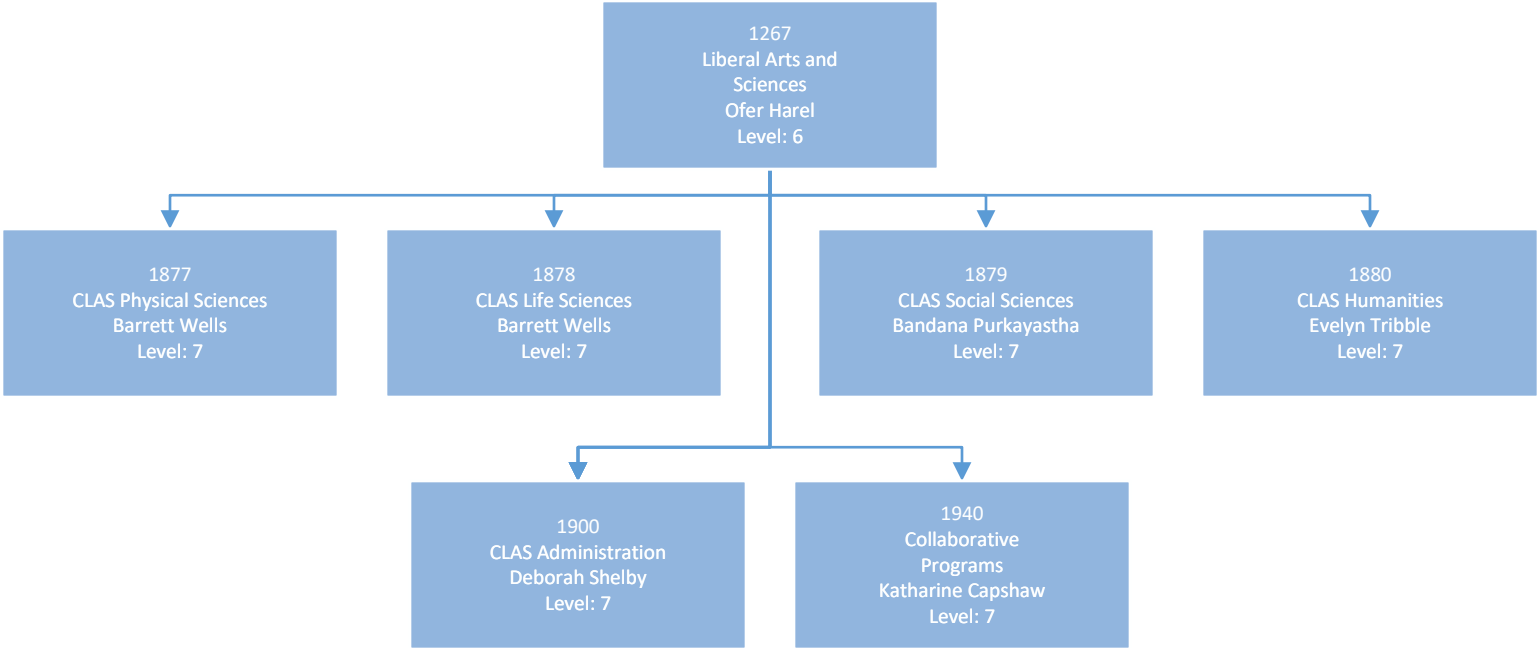 1267
Liberal Arts and
Sciences
Ofer Harel
Level: 6
1877
CLAS Physical Sciences
Barrett Wells
Level: 7
1878
CLAS Life Sciences
Barrett Wells
Level: 7
1879
CLAS Social Sciences
Bandana Purkayastha
Level: 7
1880
CLAS Humanities
Evelyn Tribble
Level: 7
1900
CLAS Administration
Deborah Shelby
Level: 7
1940
Collaborative
Programs
Katharine Capshaw
Level: 7